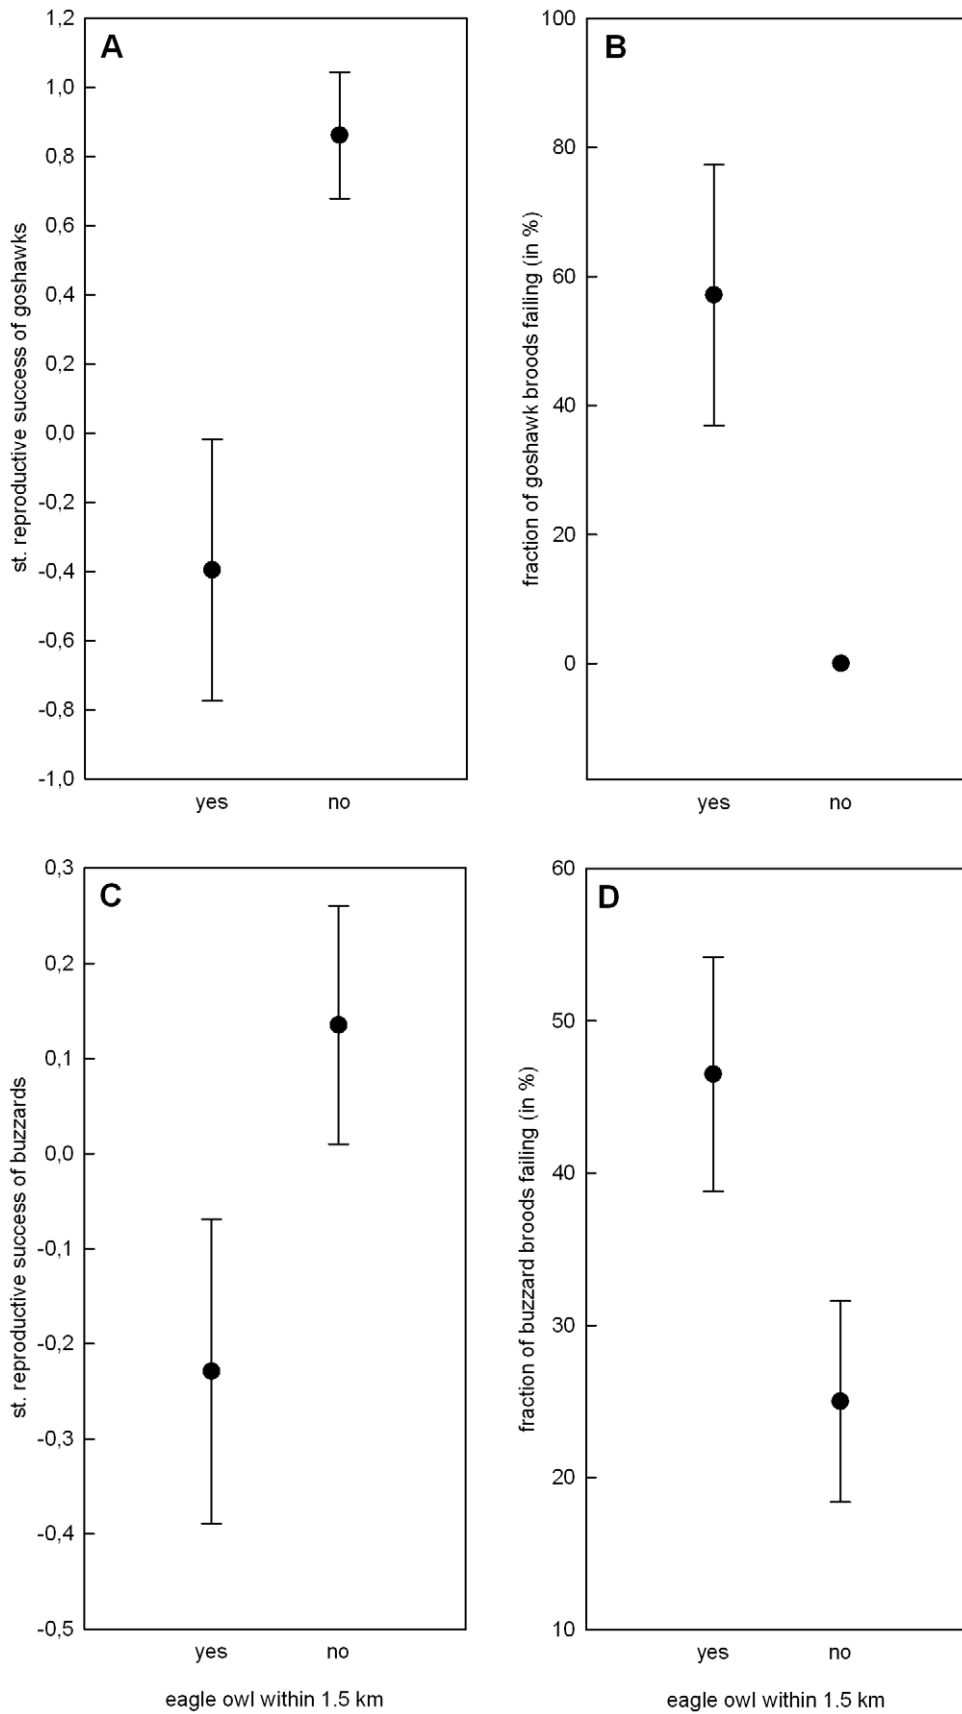 A
1,2
1,0
0,8
0,6
0,4
0,2
0,0
-0,2
-0,4
-0,6
-0,8
-1,0
st. reproductive success of goshawks
yes no
B
100
80
60
40
20
0
fraction of goshawk broods failing (in %)
yes no
C
0,3
0,2
0,1
0,0
-0,1
-0,2
-0,3
-0,4
-0,5
st. reproductive success of buzzards
yes no
eagle owl within 1.5 km
D
60
50
40
30
20
10
fraction of buzzard broods failing (in %)
yes no
eagle owl within 1.5 km